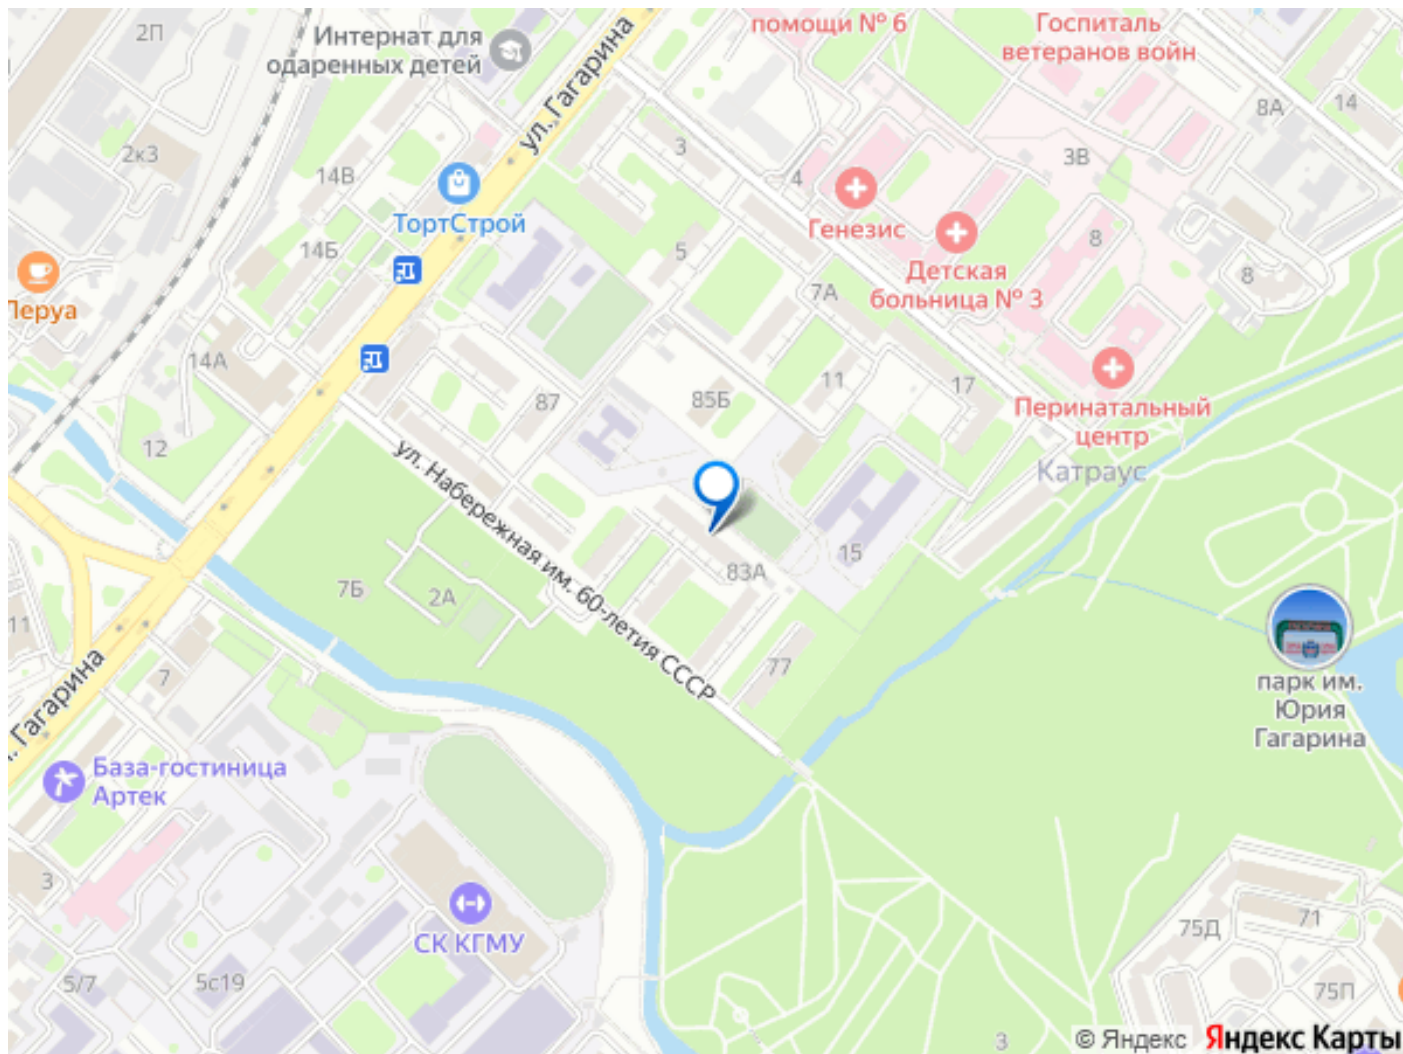 2П
Интернат для
одаренных детей
ул. Гагарина
помощи № 6
Госпиталь
ветеранов войн
8А
14
2к3
14В
3
4
3В
ТортСтрой
Генезис
14Б
5
Детская
больница № 3
8
8
7А
14А
87
85Б
11
17
Перинатальный
центр
Катраус
12
ул. Набережная им. 60-летия СССР
15
83А
7Б
2А
77
11
7
Гагарина
парк им.
Юрия
Гагарина
База-гостиница
Артек
3
СК КГМУ
5/7
5с19
75Д
71
75П
3
© Яндекс
Яндекс Карты